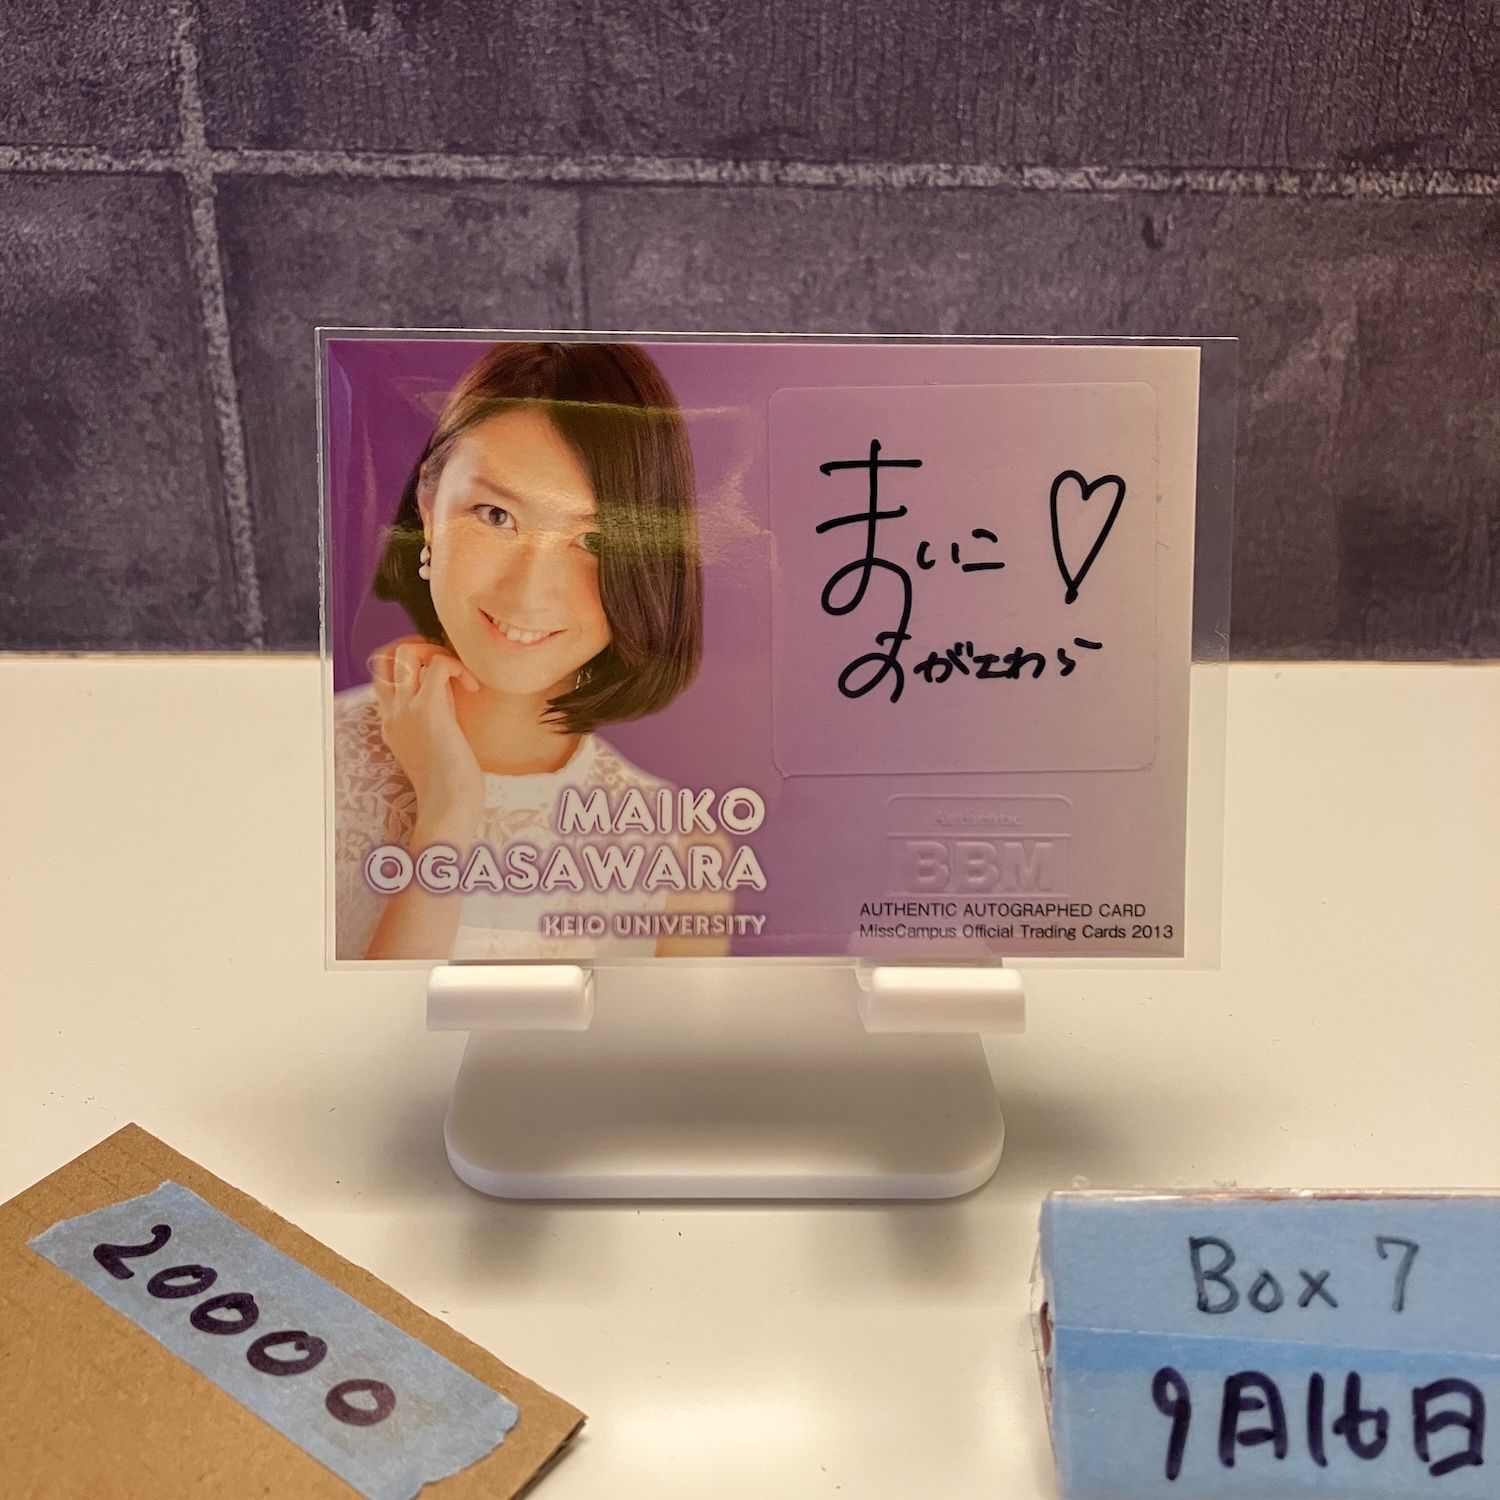 まいこ♡
おがさわら
MAIKO
OGASAWARA
KEIO UNIVERSITY
Authentic
BBM
AUTHENTIC AUTOGRAPHED CARD
MissCampus Official Trading Cards 2013
20000
Box 7
9月16日